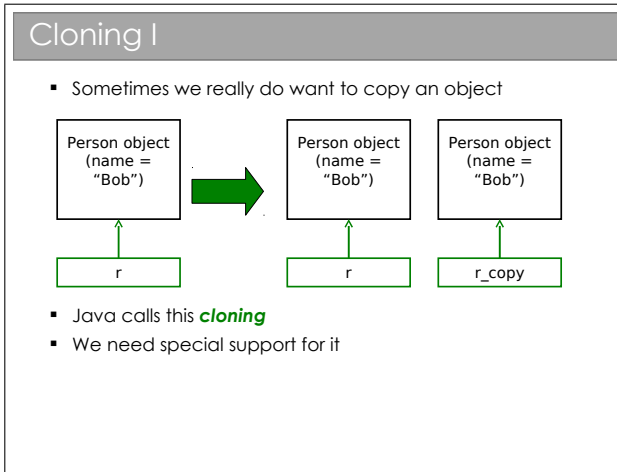 Cloning I
▪ Sometimes we really do want to copy an object
Person object
(name =
“Bob”)
Person object
(name =
“Bob”)
Person object
(name =
“Bob”)
r
r
r_copy
▪ Java calls this cloning
▪ We need special support for it